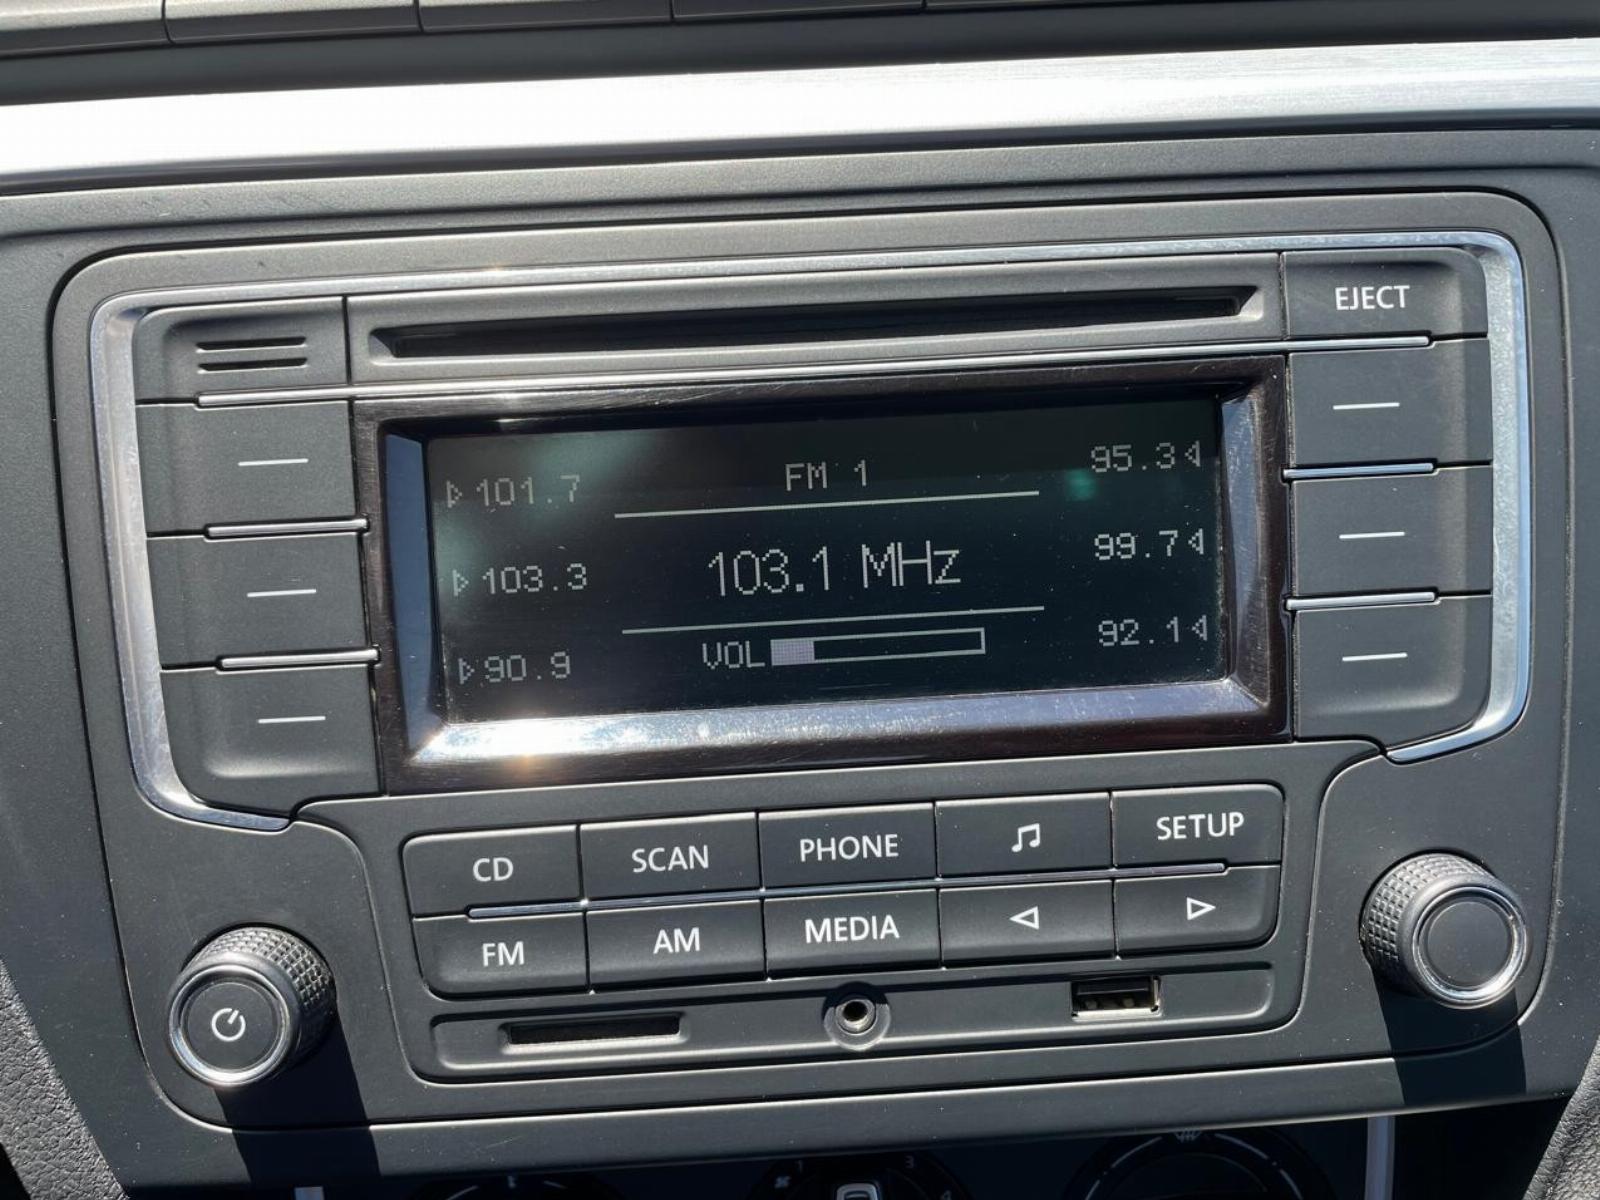 EJECT
101.7
FM 1
95.3
103.3
103.1 MHz
99.7
90.9
VOL
92.1
CD
SCAN
PHONE
SETUP
FM
AM
MEDIA